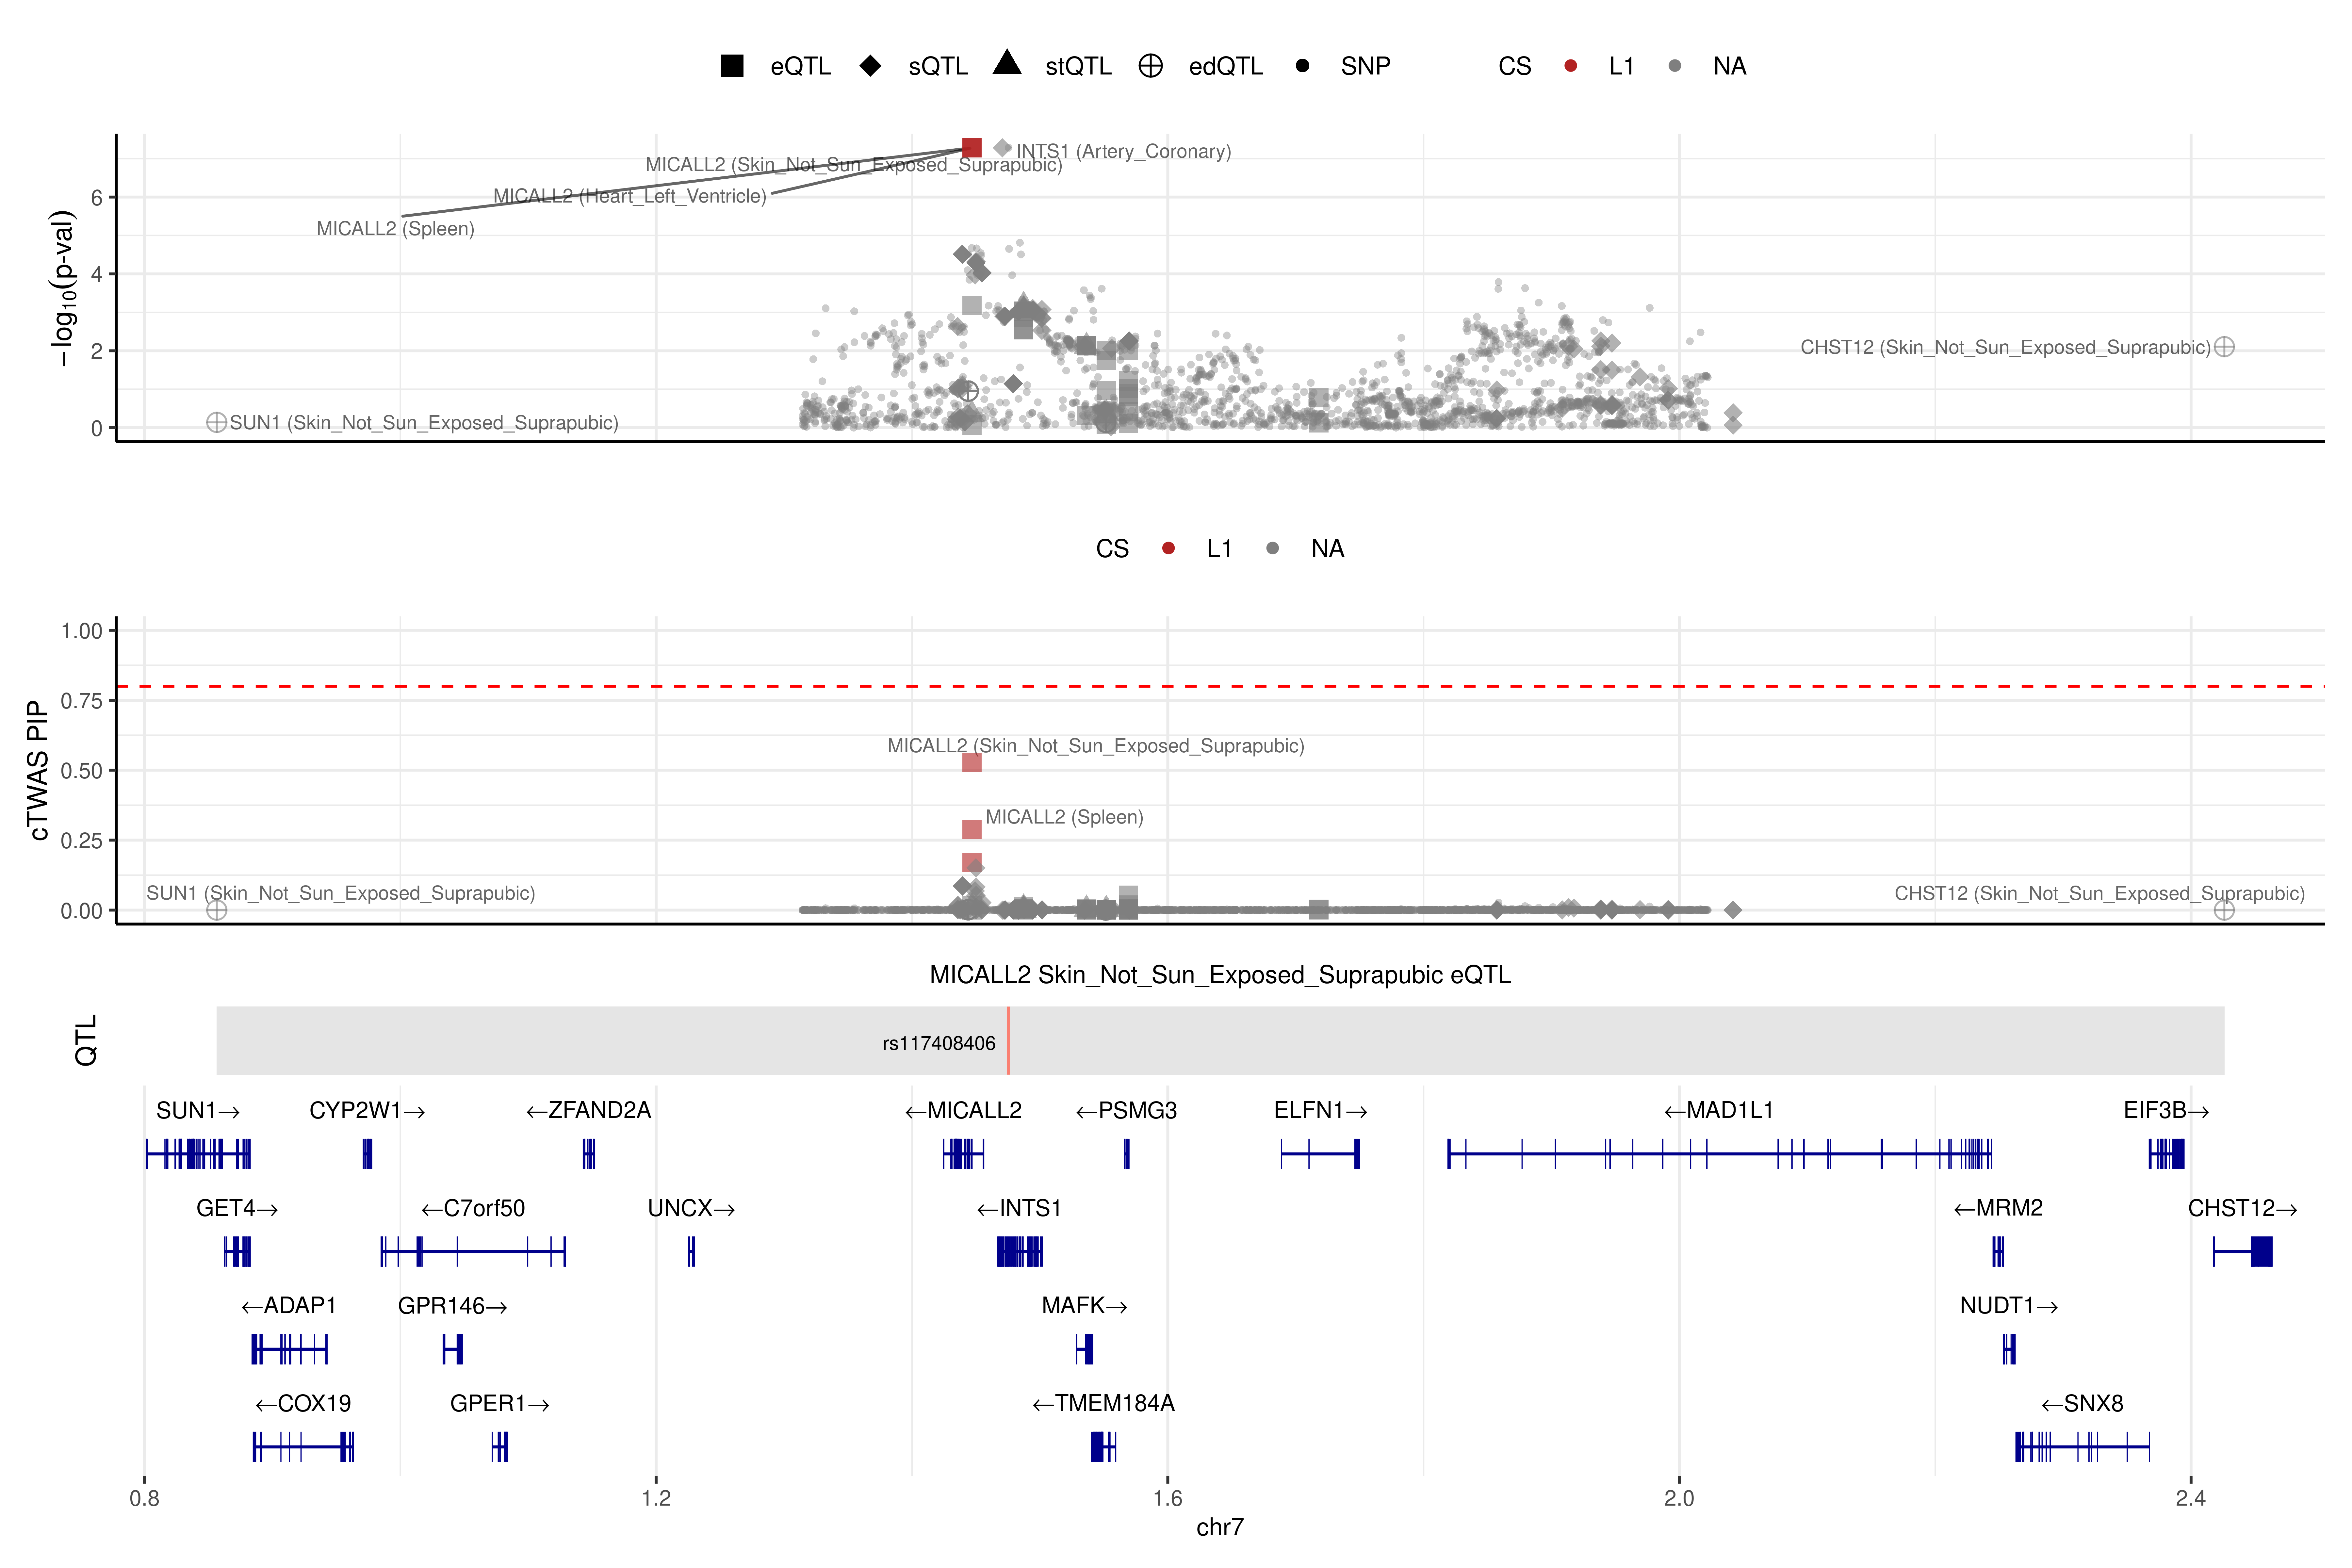 eQTL sQTL stQTL edQTL SNP CS L1 NA
−log10(p-val)
6
4
2
0
MICALL2 (Skin_Not_Sun_Exposed_Suprapubic)
INTS1 (Artery_Coronary)
MICALL2 (Heart_Left_Ventricle)
MICALL2 (Spleen)
CHST12 (Skin_Not_Sun_Exposed_Suprapubic)
SUN1 (Skin_Not_Sun_Exposed_Suprapubic)
CS L1 NA
cTWAS PIP
1.00
0.75
0.50
0.25
0.00
MICALL2 (Skin_Not_Sun_Exposed_Suprapubic)
MICALL2 (Spleen)
SUN1 (Skin_Not_Sun_Exposed_Suprapubic)
CHST12 (Skin_Not_Sun_Exposed_Suprapubic)
MICALL2 Skin_Not_Sun_Exposed_Suprapubic eQTL
QTL
rs117408406
SUN1→ CYP2W1→ ←ZFAND2A ←MICALL2 ←PSMG3 ELFN1→ ←MAD1L1 EIF3B→
GET4→ ←C7orf50 UNCX→ ←INTS1 ←MRM2 CHST12→
←ADAP1 GPR146→ MAFK→ NUDT1→
←COX19 GPER1→ ←TMEM184A ←SNX8
0.8 1.2 1.6 2.0 2.4
chr7